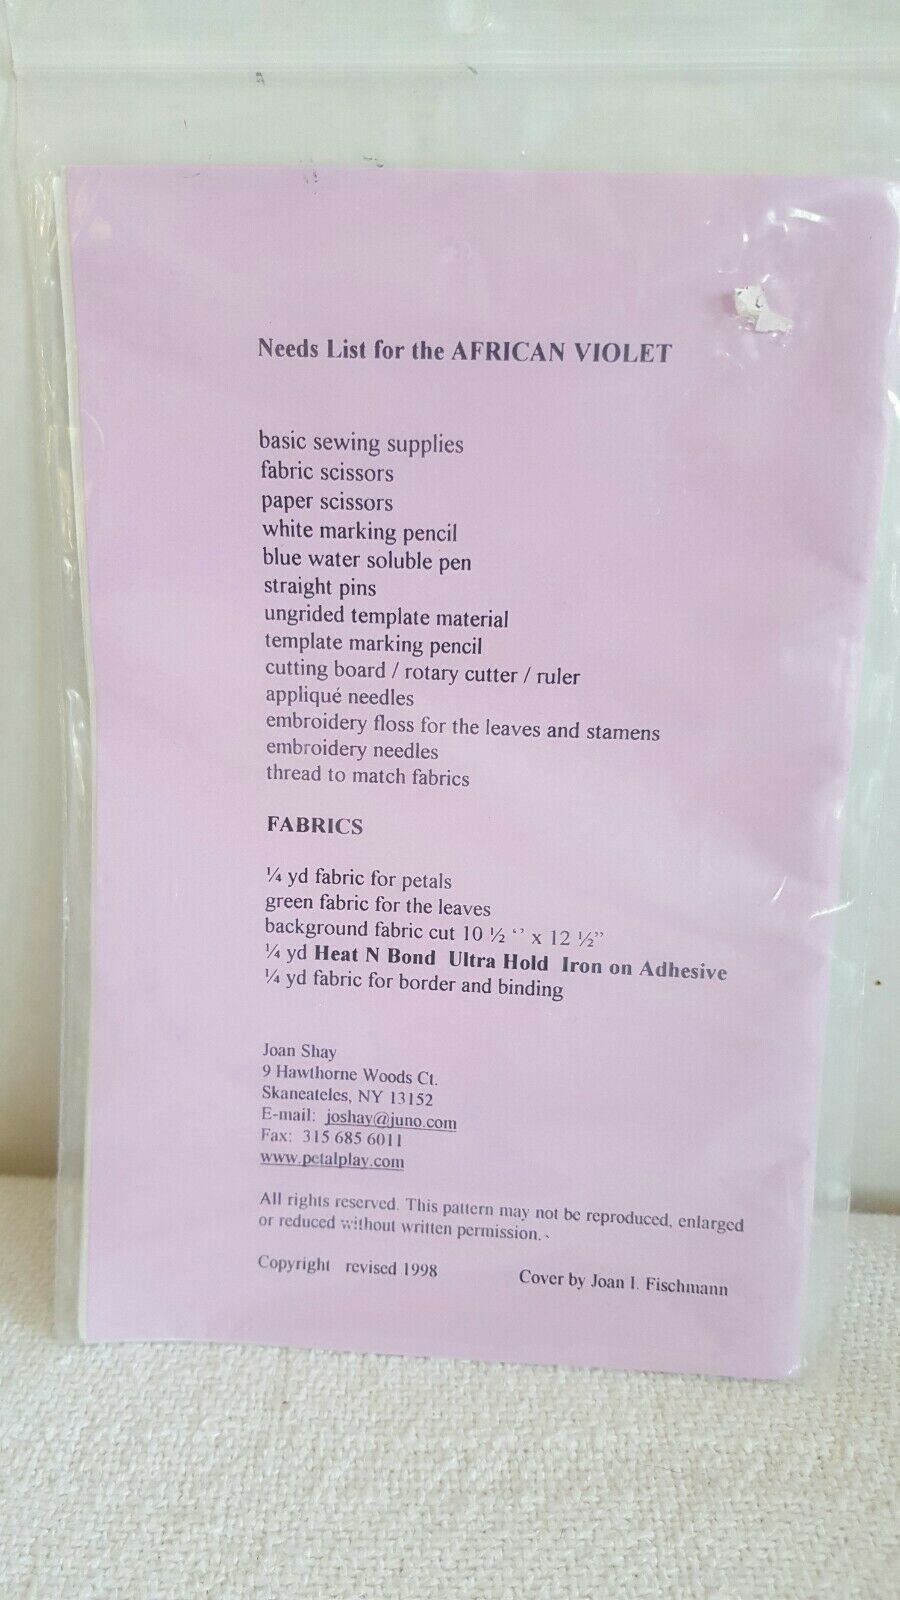 Needs List for the AFRICAN VIOLET
basic sewing supplies
fabric scissors
paper scissors
white marking pencil
blue water soluble pen
straight pins
ungrided template material
template marking pencil
cutting board / rotary cutter / ruler
appliqué needles
embroidery floss for the leaves and stamens
embroidery needles
thread to match fabrics
FABRICS
¼ yd fabric for petals
green fabric for the leaves
background fabric cut 10 ½ ‘’ x 12 ½”
¼ yd Heat N Bond Ultra Hold Iron on Adhesive
¼ yd fabric for border and binding
Joan Shay
9 Hawthorne Woods Ct.
Skaneateles, NY 13152
E-mail: joshay@juno.com
Fax: 315 685 6011
www.petalplay.com
All rights reserved. This pattern may not be reproduced, enlarged
or reduced without written permission.
Copyright revised 1998
Cover by Joan I. Fischmann